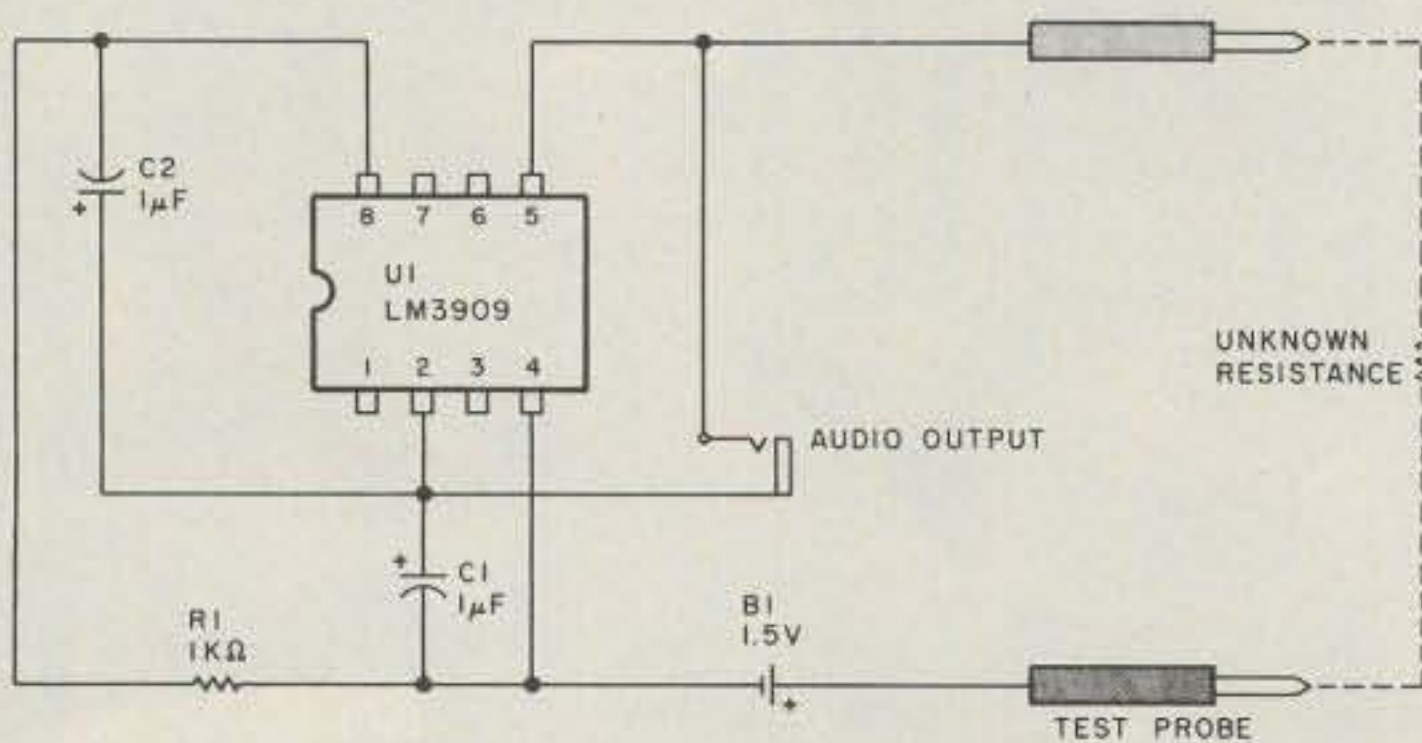 C2
1µF
+
8 7 6 5
U1
LM3909
1 2 3 4
UNKNOWN
RESISTANCE
AUDIO OUTPUT
+
C1
1µF
R1
1KΩ
B1
1.5V
+
TEST PROBE